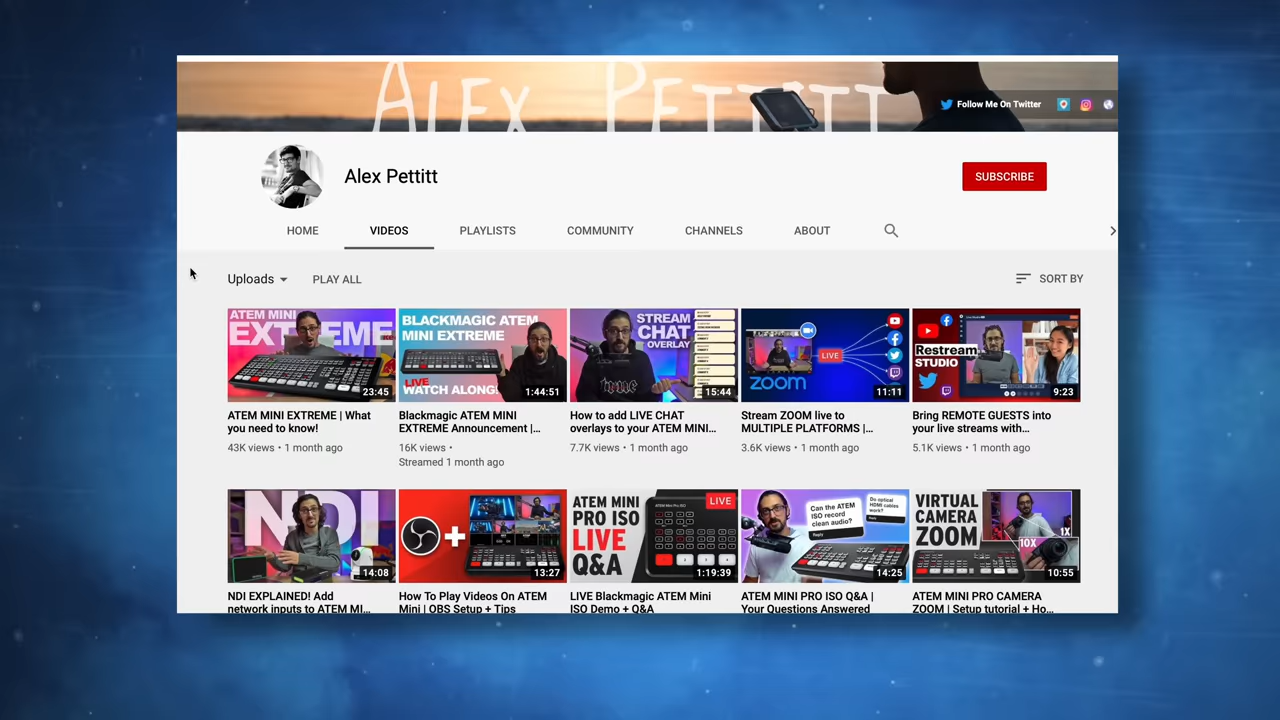 ALEX PETTITT
Follow Me On Twitter
Alex Pettitt
SUBSCRIBE
HOME
VIDEOS
PLAYLISTS
COMMUNITY
CHANNELS
ABOUT
Uploads
PLAY ALL
SORT BY
ATEM MINI
EXTREME
23:45
BLACKMAGIC ATEM
MINI EXTREME
LIVE
WATCH ALONG!
1:44:51
STREAM
CHAT
OVERLAY
15:44
LIVE
zoom
11:11
Restream
STUDIO
9:23
ATEM MINI EXTREME | What
you need to know!
43K views • 1 month ago
Blackmagic ATEM MINI
EXTREME Announcement |...
16K views •
Streamed 1 month ago
How to add LIVE CHAT
overlays to your ATEM MINI...
7.7K views • 1 month ago
Stream ZOOM live to
MULTIPLE PLATFORMS |...
3.6K views • 1 month ago
Bring REMOTE GUESTS into
your live streams with...
5.1K views • 1 month ago
NDI
14:08
13:27
ATEM MINI
PRO ISO
LIVE
Q&A
LIVE
1:19:39
Can the ATEM
ISO record
clean audio?
Reply
Do optical
HDMI cables
work?
Reply
14:25
VIRTUAL
CAMERA
ZOOM
1X
10X
10:55
NDI EXPLAINED! Add
network inputs to ATEM MI...
How To Play Videos On ATEM
Mini | OBS Setup + Tips
LIVE Blackmagic ATEM Mini
ISO Demo + Q&A
ATEM MINI PRO ISO Q&A |
Your Questions Answered
ATEM MINI PRO CAMERA
ZOOM | Setup tutorial + Ho...